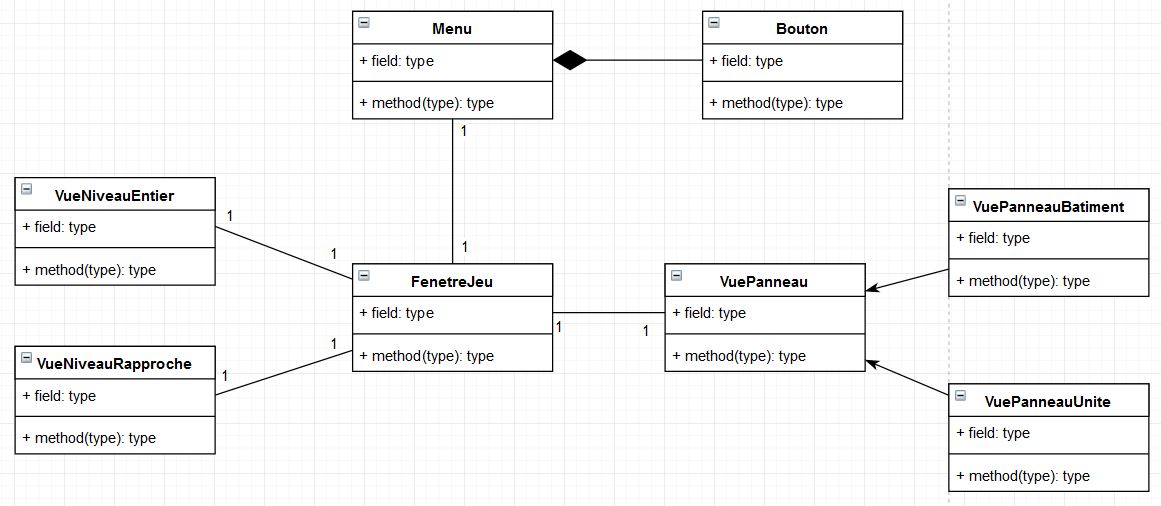 Menu
+ field: type
+ method(type): type
Bouton
+ field: type
+ method(type): type
1
VueNiveauEntier
+ field: type
+ method(type): type
1
1
1
VuePanneauBatiment
+ field: type
+ method(type): type
FenetreJeu
+ field: type
+ method(type): type
1
1
VuePanneau
+ field: type
+ method(type): type
VueNiveauRapproche
+ field: type
+ method(type): type
1
1
VuePanneauUnite
+ field: type
+ method(type): type